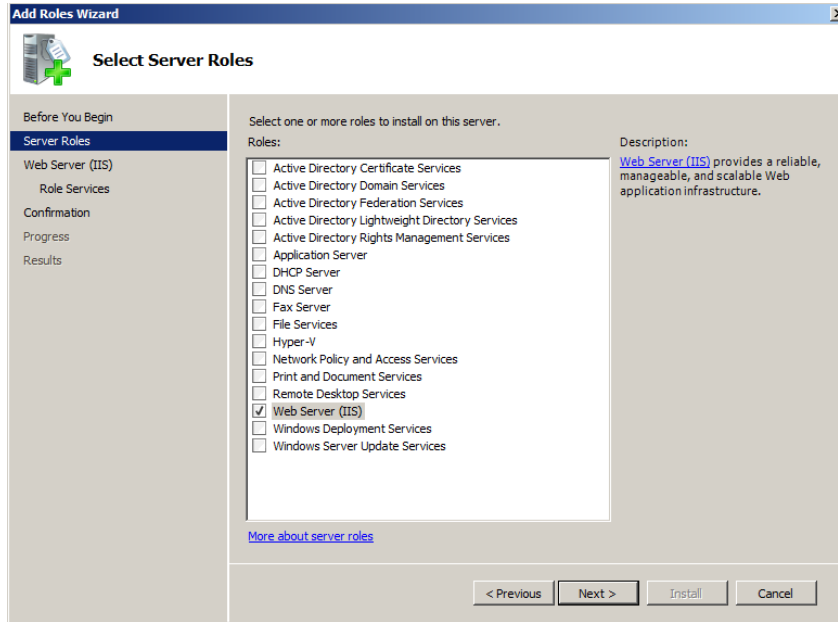 Add Roles Wizard
Select Server Roles
Before You Begin
Server Roles
Web Server (IIS)
Role Services
Confirmation
Progress
Results
Select one or more roles to install on this server.
Roles:
Active Directory Certificate Services
Active Directory Domain Services
Active Directory Federation Services
Active Directory Lightweight Directory Services
Active Directory Rights Management Services
Application Server
DHCP Server
DNS Server
Fax Server
File Services
Hyper-V
Network Policy and Access Services
Print and Document Services
Remote Desktop Services
Web Server (IIS)
Windows Deployment Services
Windows Server Update Services
More about server roles
Description:
Web Server (IIS) provides a reliable,
manageable, and scalable Web
application infrastructure.
< Previous
Next >
Install
Cancel